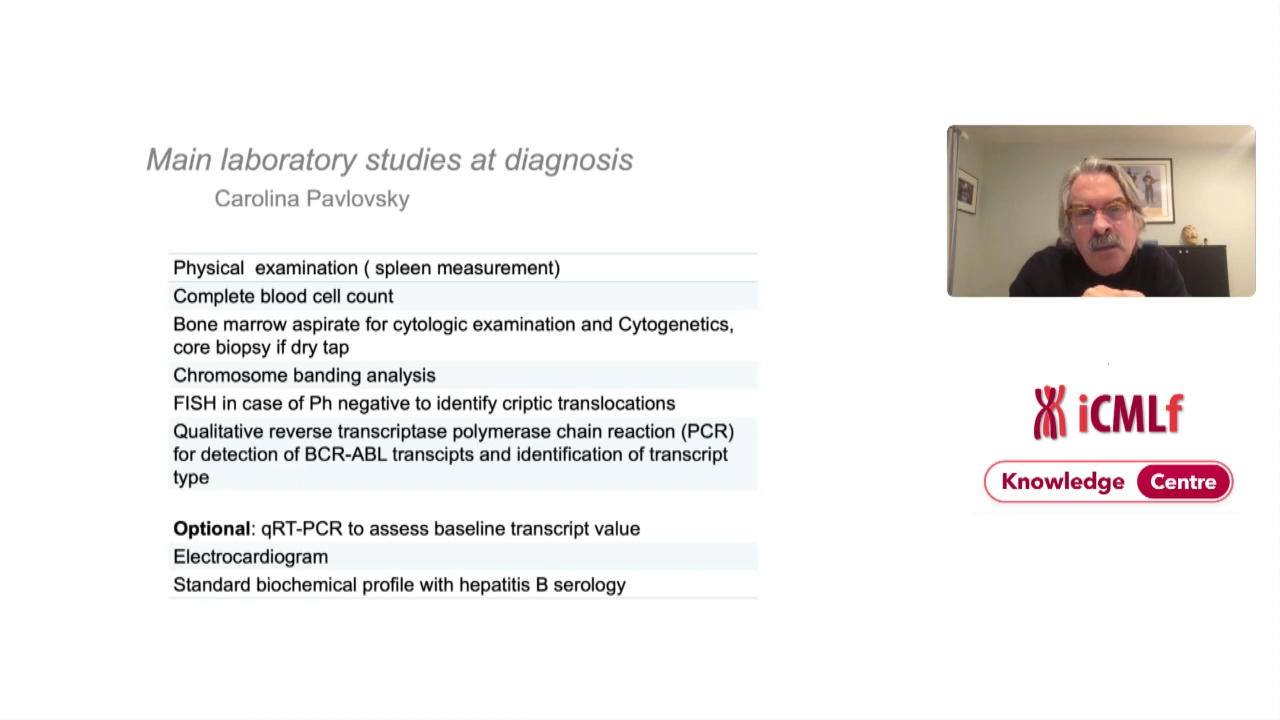 Main laboratory studies at diagnosis
Carolina Pavlovsky
Physical examination ( spleen measurement)
Complete blood cell count
Bone marrow aspirate for cytologic examination and Cytogenetics,
core biopsy if dry tap
Chromosome banding analysis
FISH in case of Ph negative to identify criptic translocations
Qualitative reverse transcriptase polymerase chain reaction (PCR)
for detection of BCR-ABL transcipts and identification of transcript
type
Optional: qRT-PCR to assess baseline transcript value
Electrocardiogram
Standard biochemical profile with hepatitis B serology
iCMLf
Knowledge Centre